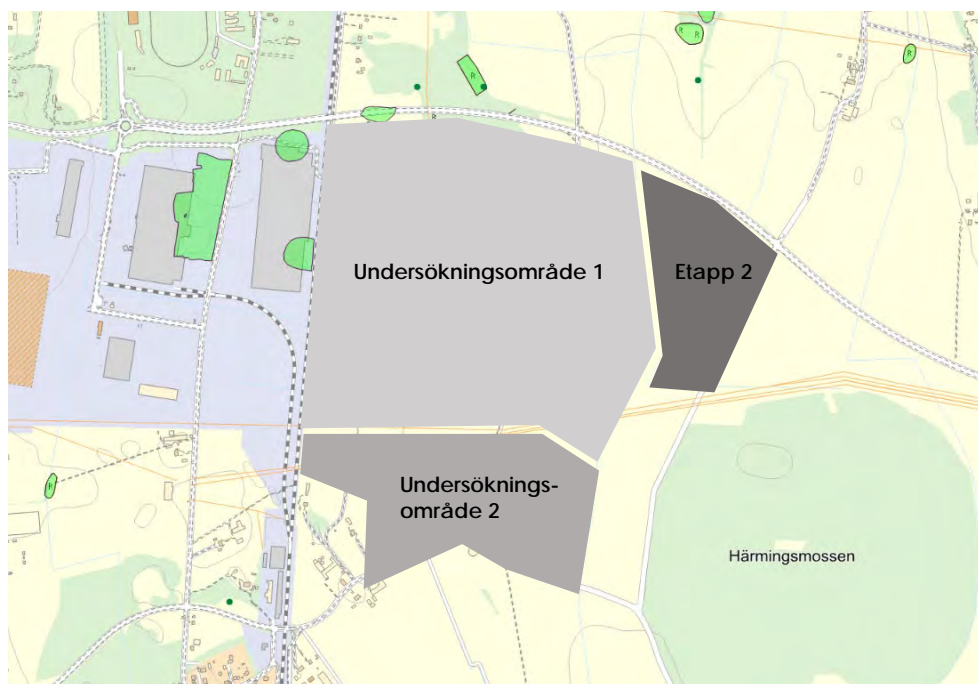 R R
R
R
R
Undersökningsområde 1
Etapp 2
Undersöknings-
område 2
R
Härmingsmossen